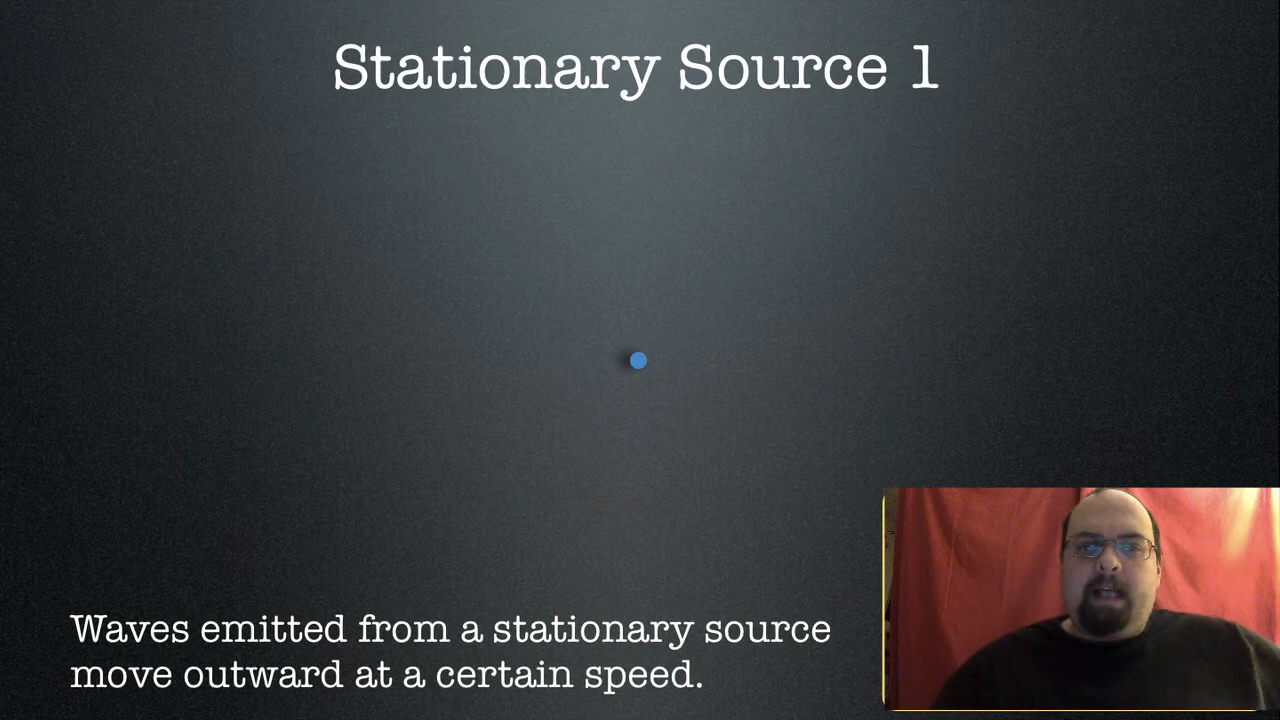 Stationary Source 1
Waves emitted from a stationary source
move outward at a certain speed.